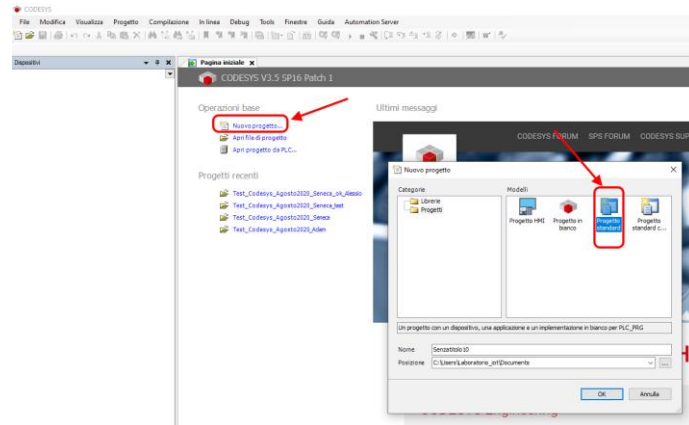 CODESYS
File Modifica Visualizza Progetto Compilazione In linea Debug Tools Finestre Guida Automation Server
Dispositivi
Pagina iniziale
CODESYS V3.5 SP16 Patch 1
Operazioni base
Nuovo progetto...
Apri file di progetto
Apri progetto da PLC...
Progetti recenti
Test_Codesys_Agosto2020_Seneca_ok_Alessio
Test_Codesys_Agosto2020_Seneca_test
Test_Codesys_Agosto2020_Seneca
Test_Codesys_Agosto2020_Aden
Ultimi messaggi
CODESYS FORUM SPS FORUM CODESYS SUP
Nuovo progetto
Categorie
Librerie
Progetti
Modelli
Progetto HMI
Progetto in bianco
Progetto standard
Progetto standard c...
Un progetto con un dispositivo, una applicazione e un implementazione in bianco per PLC_PRG
Nome Senzatitolo10
Posizione C:\Users\Laboratorio_iot\Documents
...
OK Annulla